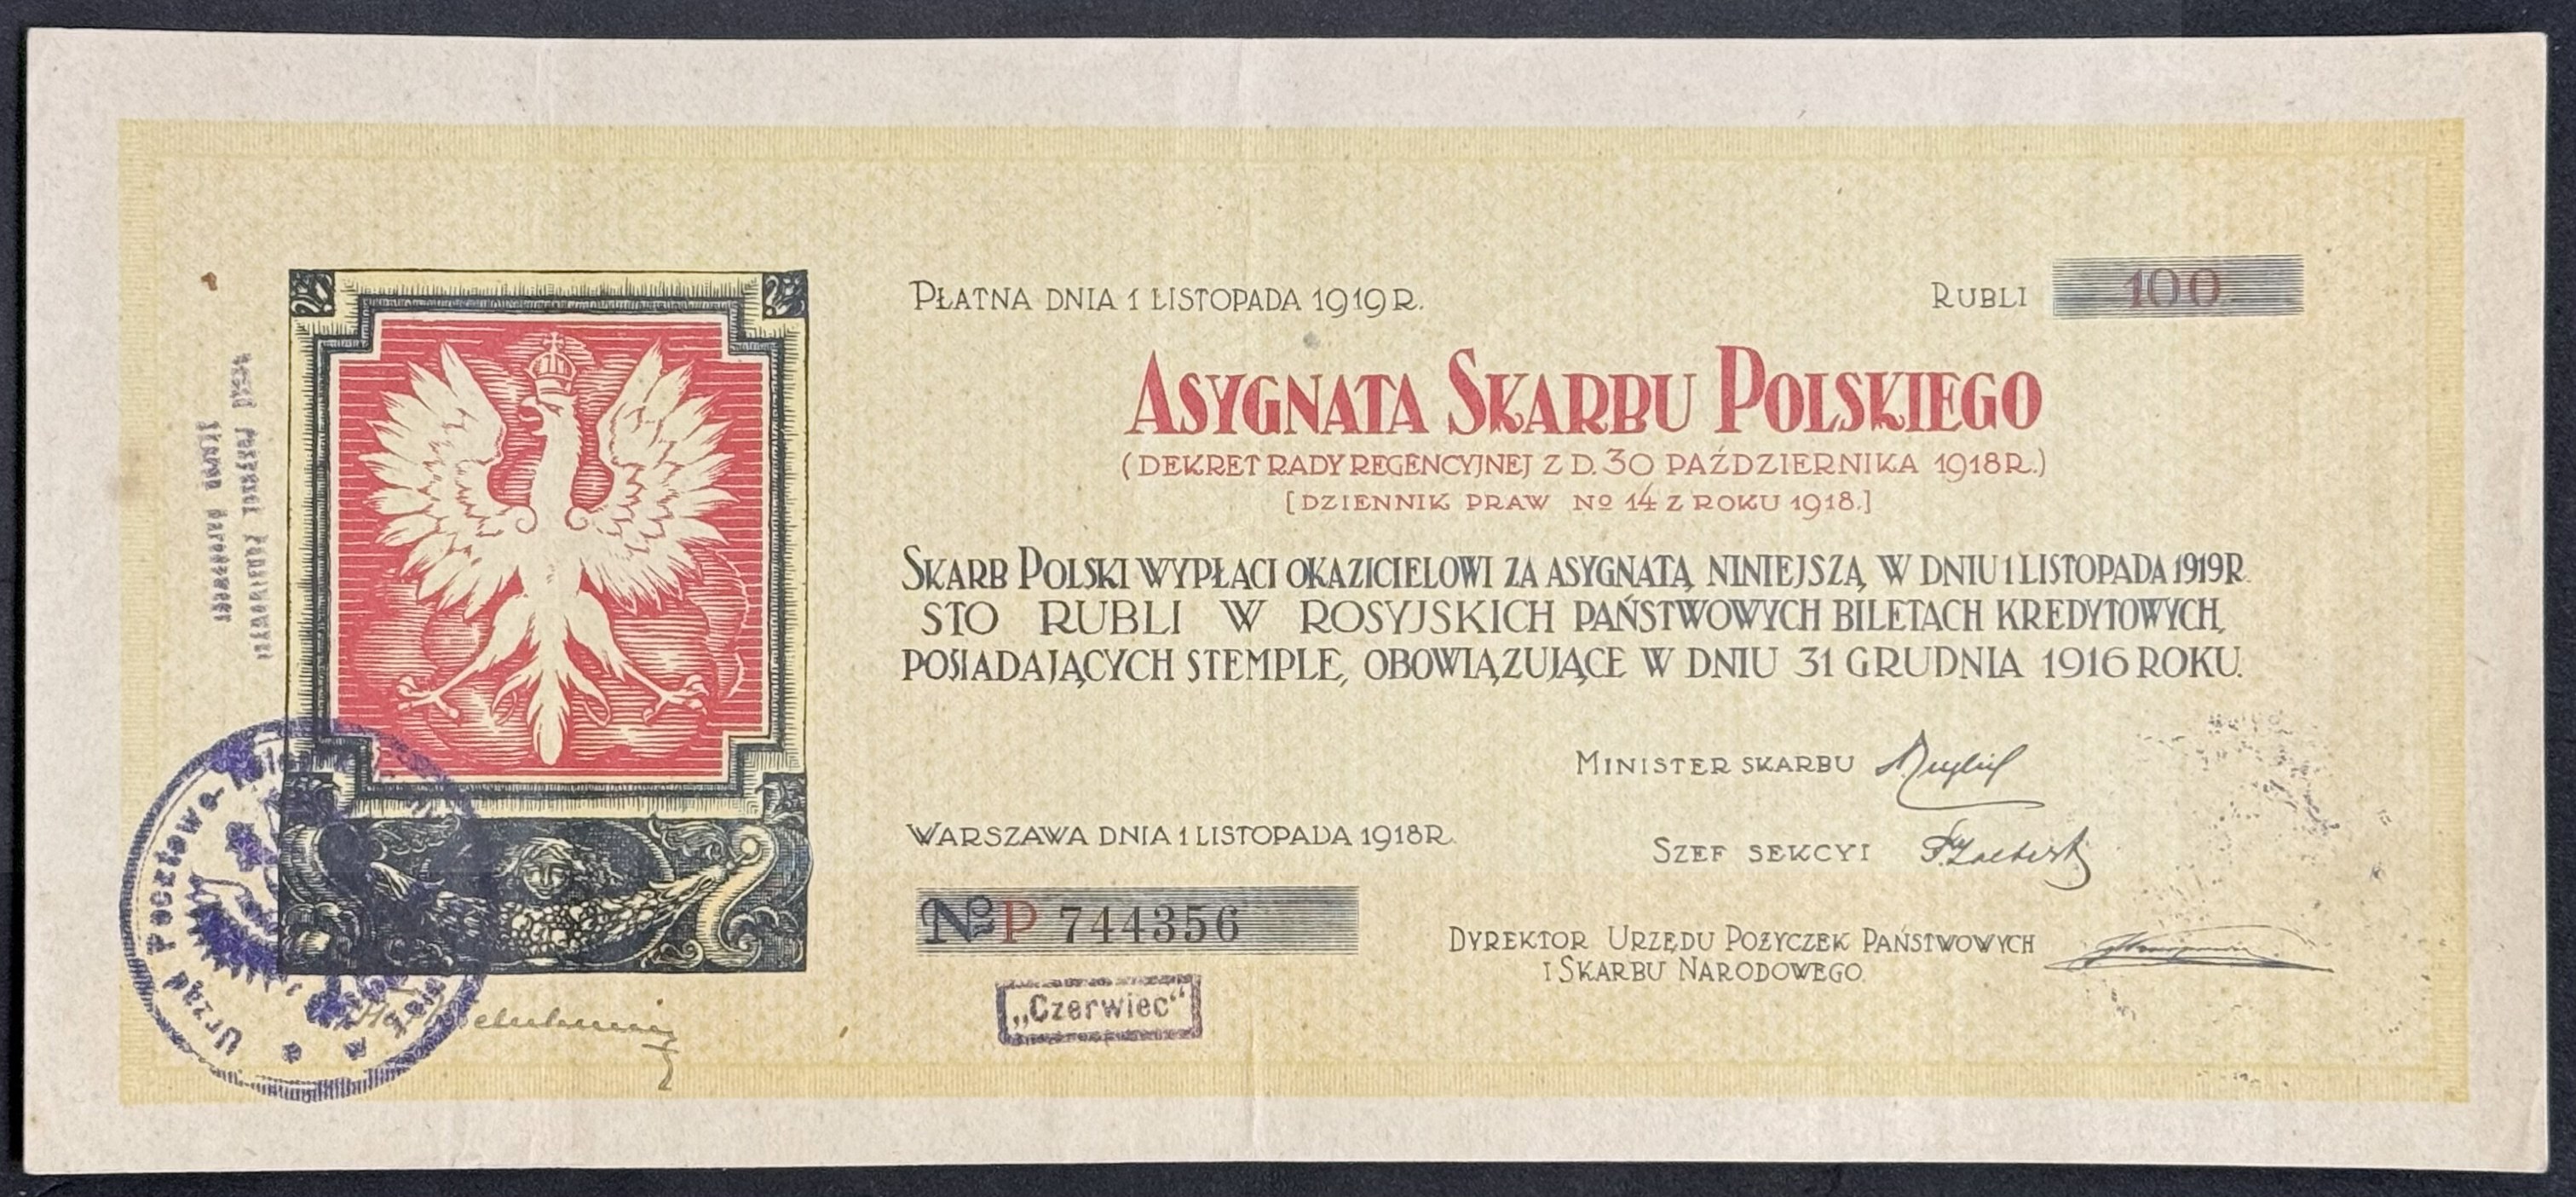 PŁATNA DNIA 1 LISTOPADA 1919 R.
RUBLI 100
ASYGNATA SKARBU POLSKIEGO
(DEKRET RADY REGENCYJNEJ Z D. 30 PAŹDZIERNIKA 1918 R.)
[DZIENNIK PRAW No 14 Z ROKU 1918.]
SKARB POLSKI WYPŁACI OKAZICIELOWI ZA ASYGNATĄ NINIEJSZĄ W DNIU 1 LISTOPADA 1919 R.
STO RUBLI W ROSYJSKICH PAŃSTWOWYCH BILETACH KREDYTOWYCH,
POSIADAJĄCYCH STEMPLE, OBOWIĄZUJĄCE W DNIU 31 GRUDNIA 1916 ROKU.
MINISTER SKARBU
WARSZAWA DNIA 1 LISTOPADA 1918 R.
SZEF SEKCYI
No P 744356
DYREKTOR URZĘDU POŻYCZEK PAŃSTWOWYCH
I SKARBU NARODOWEGO.
„Czerwiec“
Urząd Pocztowo-